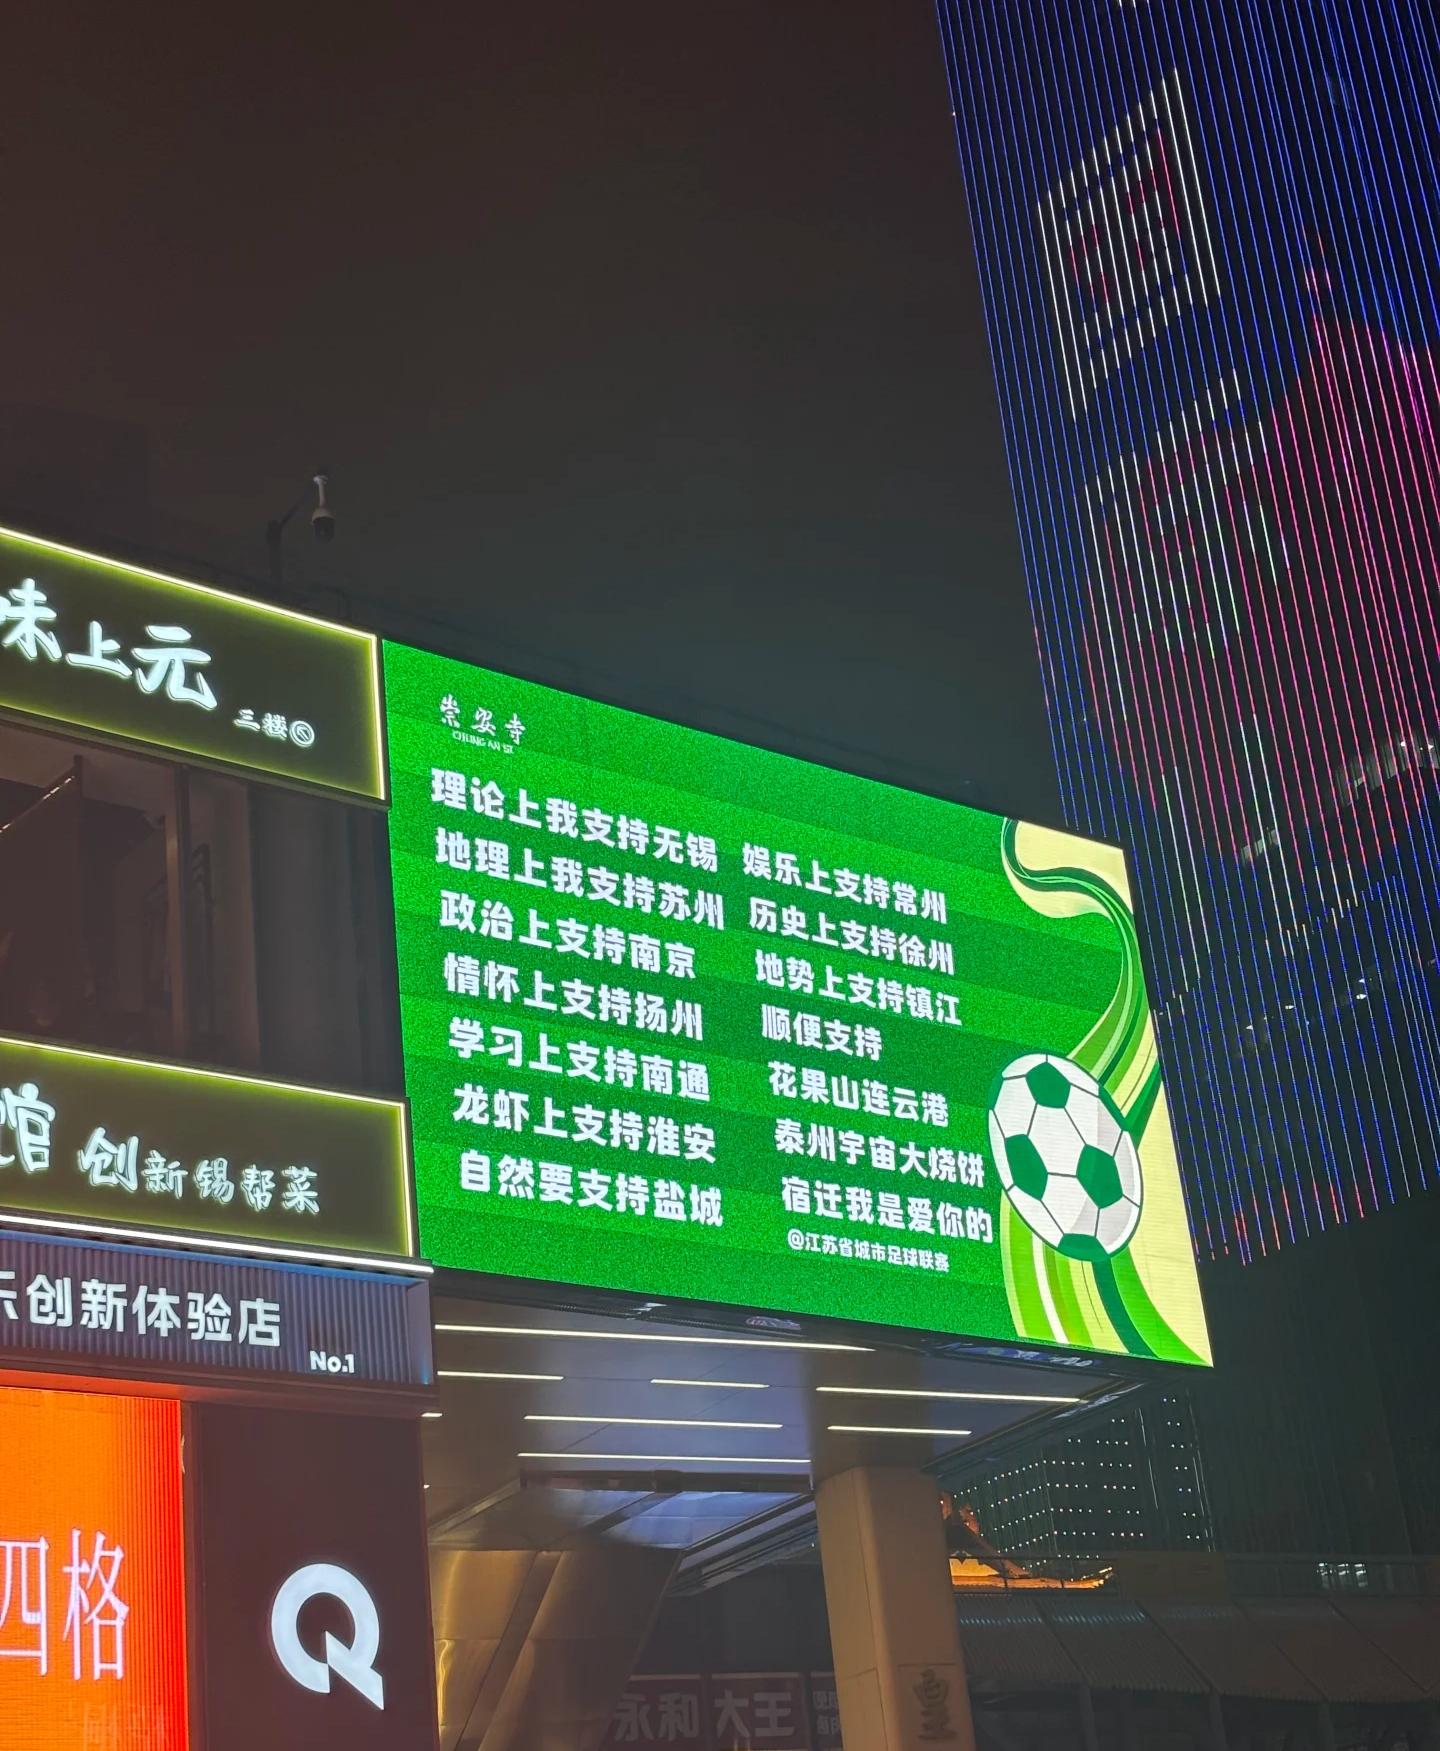 味上元
三楼
崇安寺
CHUNG AN SI
理论上我支持无锡 娱乐上支持常州
地理上我支持苏州 历史上支持徐州
政治上支持南京 地势上支持镇江
情怀上支持扬州 顺便支持
学习上支持南通 花果山连云港
龙虾上支持淮安 泰州宇宙大烧饼
自然要支持盐城 宿迁我是爱你的
@江苏省城市足球联赛
馆 创新锡帮菜
创新体验店
No.1
四格
永和大王